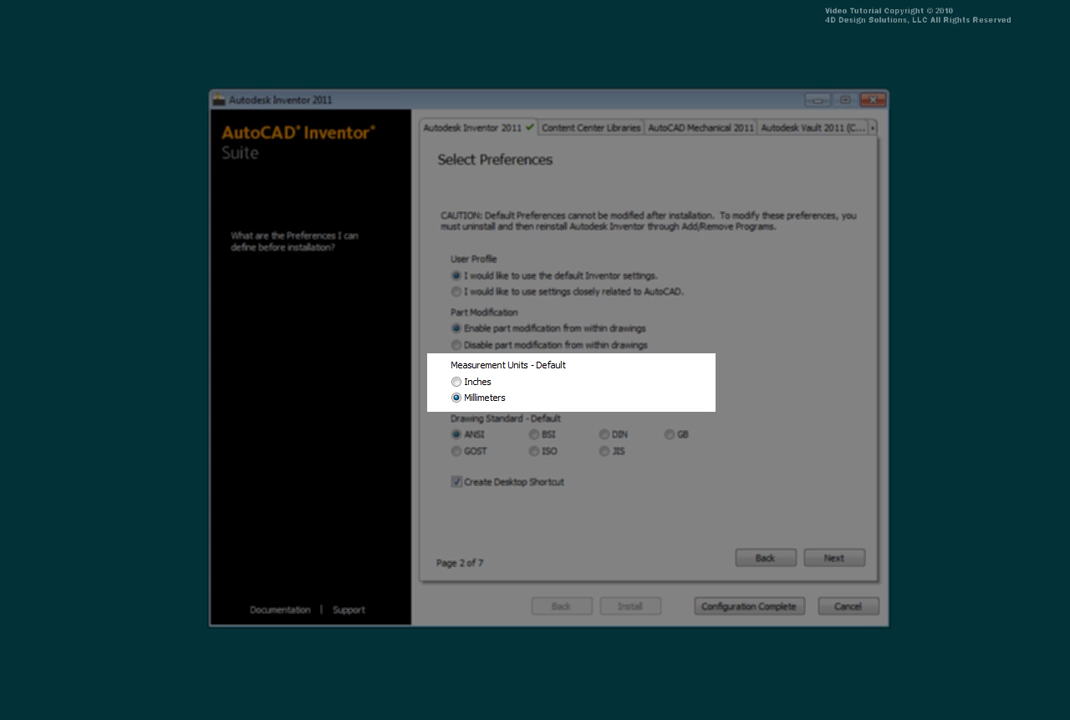 Video Tutorial Copyright © 2010
4D Design Solutions, LLC All Rights Reserved
Autodesk Inventor 2011
AutoCAD® Inventor®
Suite
What are the Preferences I can
define before installation?
Documentation | Support
Autodesk Inventor 2011 Content Center Libraries AutoCAD Mechanical 2011 Autodesk Vault 2011 (C...
Select Preferences
CAUTION: Default Preferences cannot be modified after installation. To modify these preferences, you
must uninstall and then reinstall Autodesk Inventor through Add/Remove Programs.
User Profile
I would like to use the default Inventor settings.
I would like to use settings closely related to AutoCAD.
Part Modification
Enable part modification from within drawings
Disable part modification from within drawings
Measurement Units - Default
Inches
Millimeters
Drawing Standard - Default
ANSI BSI DIN GB
GOST ISO JIS
Create Desktop Shortcut
Page 2 of 7
Back Next
Back Install Configuration Complete Cancel